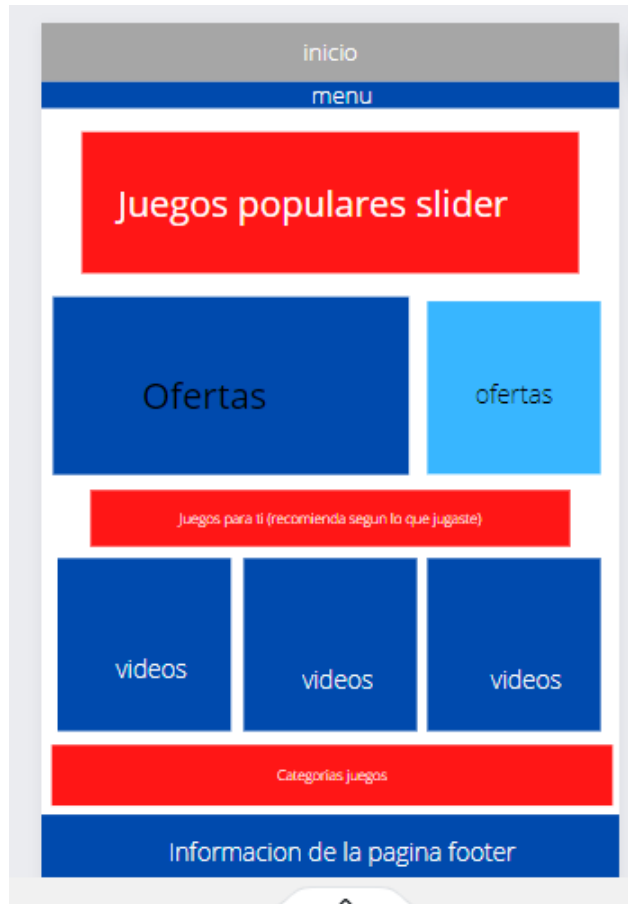 inicio
menu
Juegos populares slider
Ofertas
ofertas
Juegos para ti (recomienda segun lo que jugaste)
videos
videos
videos
Categorías juegos
Informacion de la pagina footer